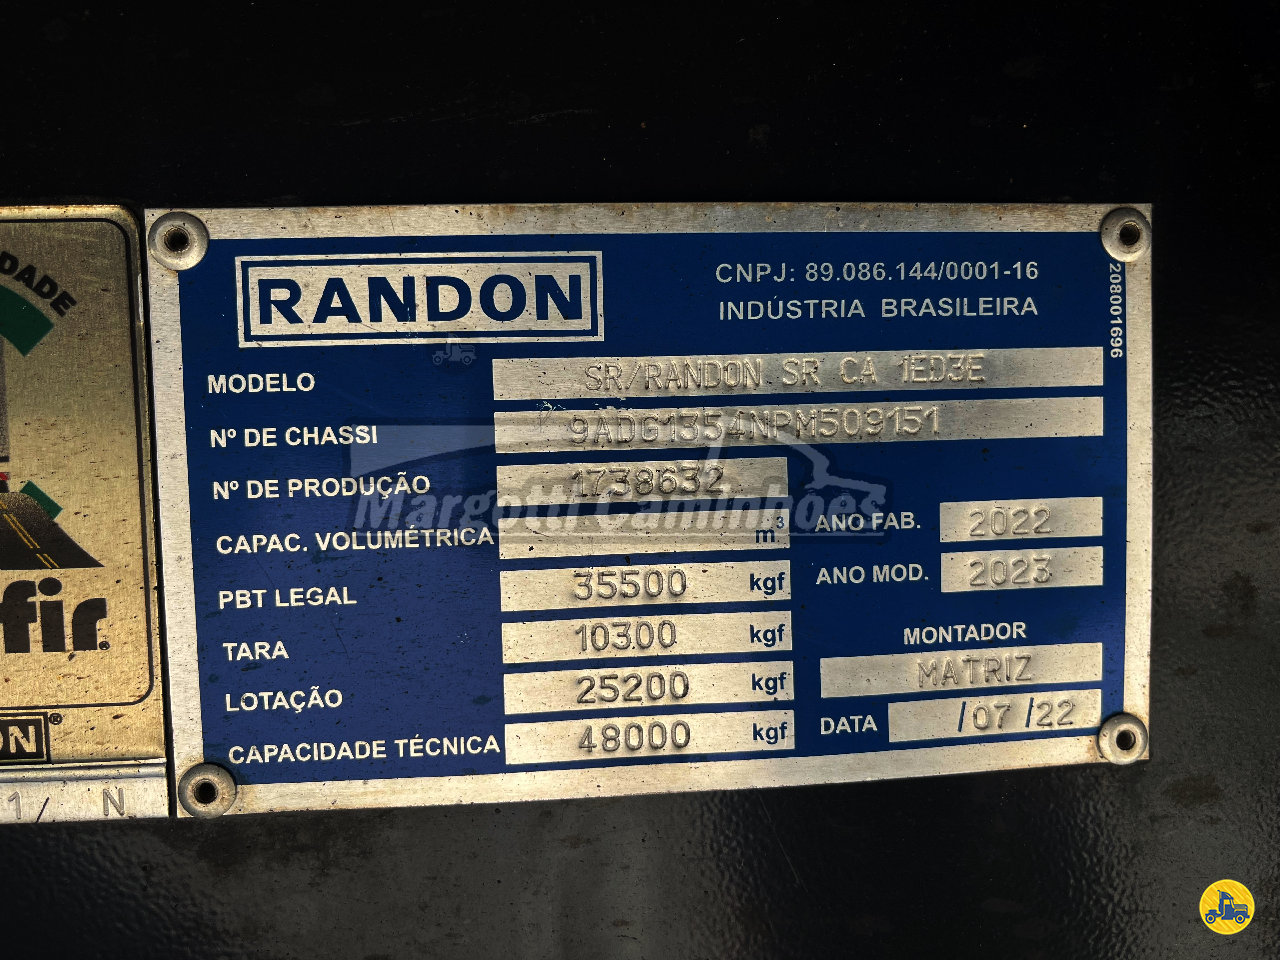 DADE
fir
ON®
1/ N
RANDON
CNPJ: 89.086.144/0001-16
INDÚSTRIA BRASILEIRA
208001696
MODELO SR/RANDON SR CA 1ED3E
Nº DE CHASSI 9ADG1354NPM509151
Nº DE PRODUÇÃO 1738632
Margotti Caminhões
CAPAC. VOLUMÉTRICA m³
ANO FAB. 2022
PBT LEGAL 35500 kgf
ANO MOD. 2023
TARA 10300 kgf
MONTADOR
MATRIZ
LOTAÇÃO 25200 kgf
DATA /07/22
CAPACIDADE TÉCNICA 48000 kgf